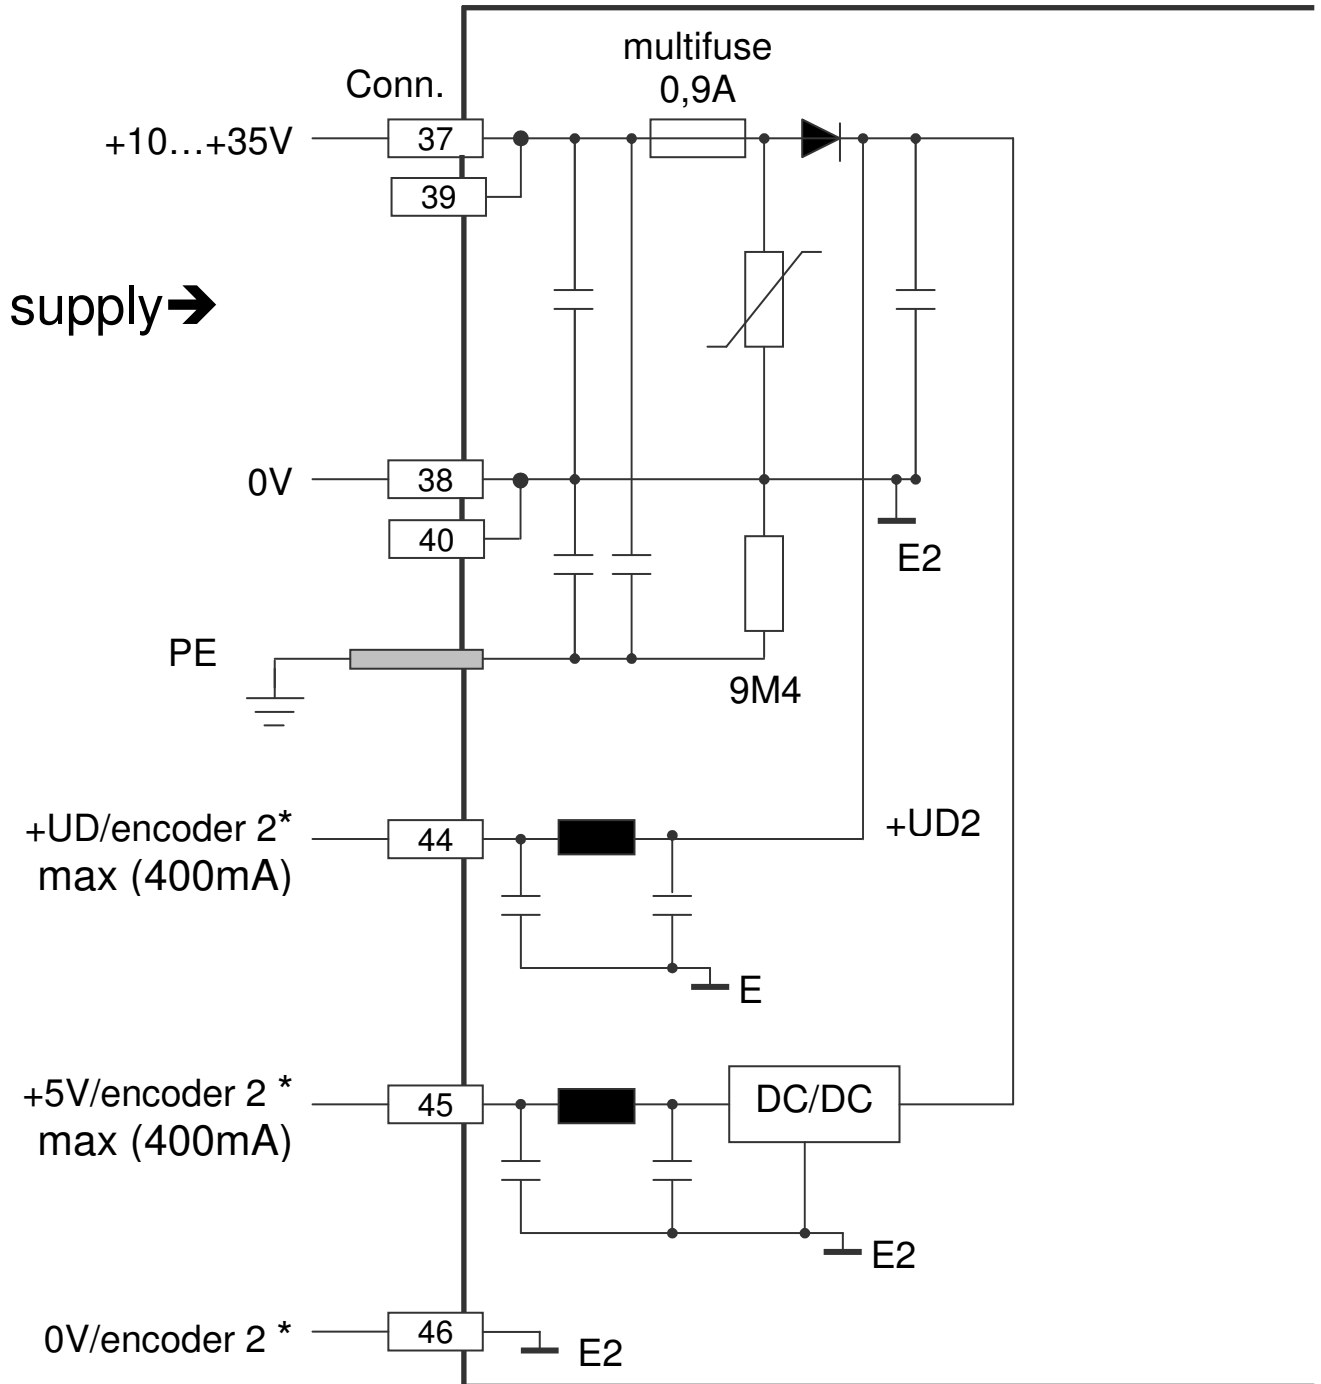 multifuse
0,9A
Conn.
+10…+35V
37
39
supply➔
0V
38
40
E2
PE
9M4
+UD/encoder 2*
max (400mA)
44
+UD2
E
+5V/encoder 2 *
max (400mA)
45
DC/DC
E2
0V/encoder 2 *
46
E2